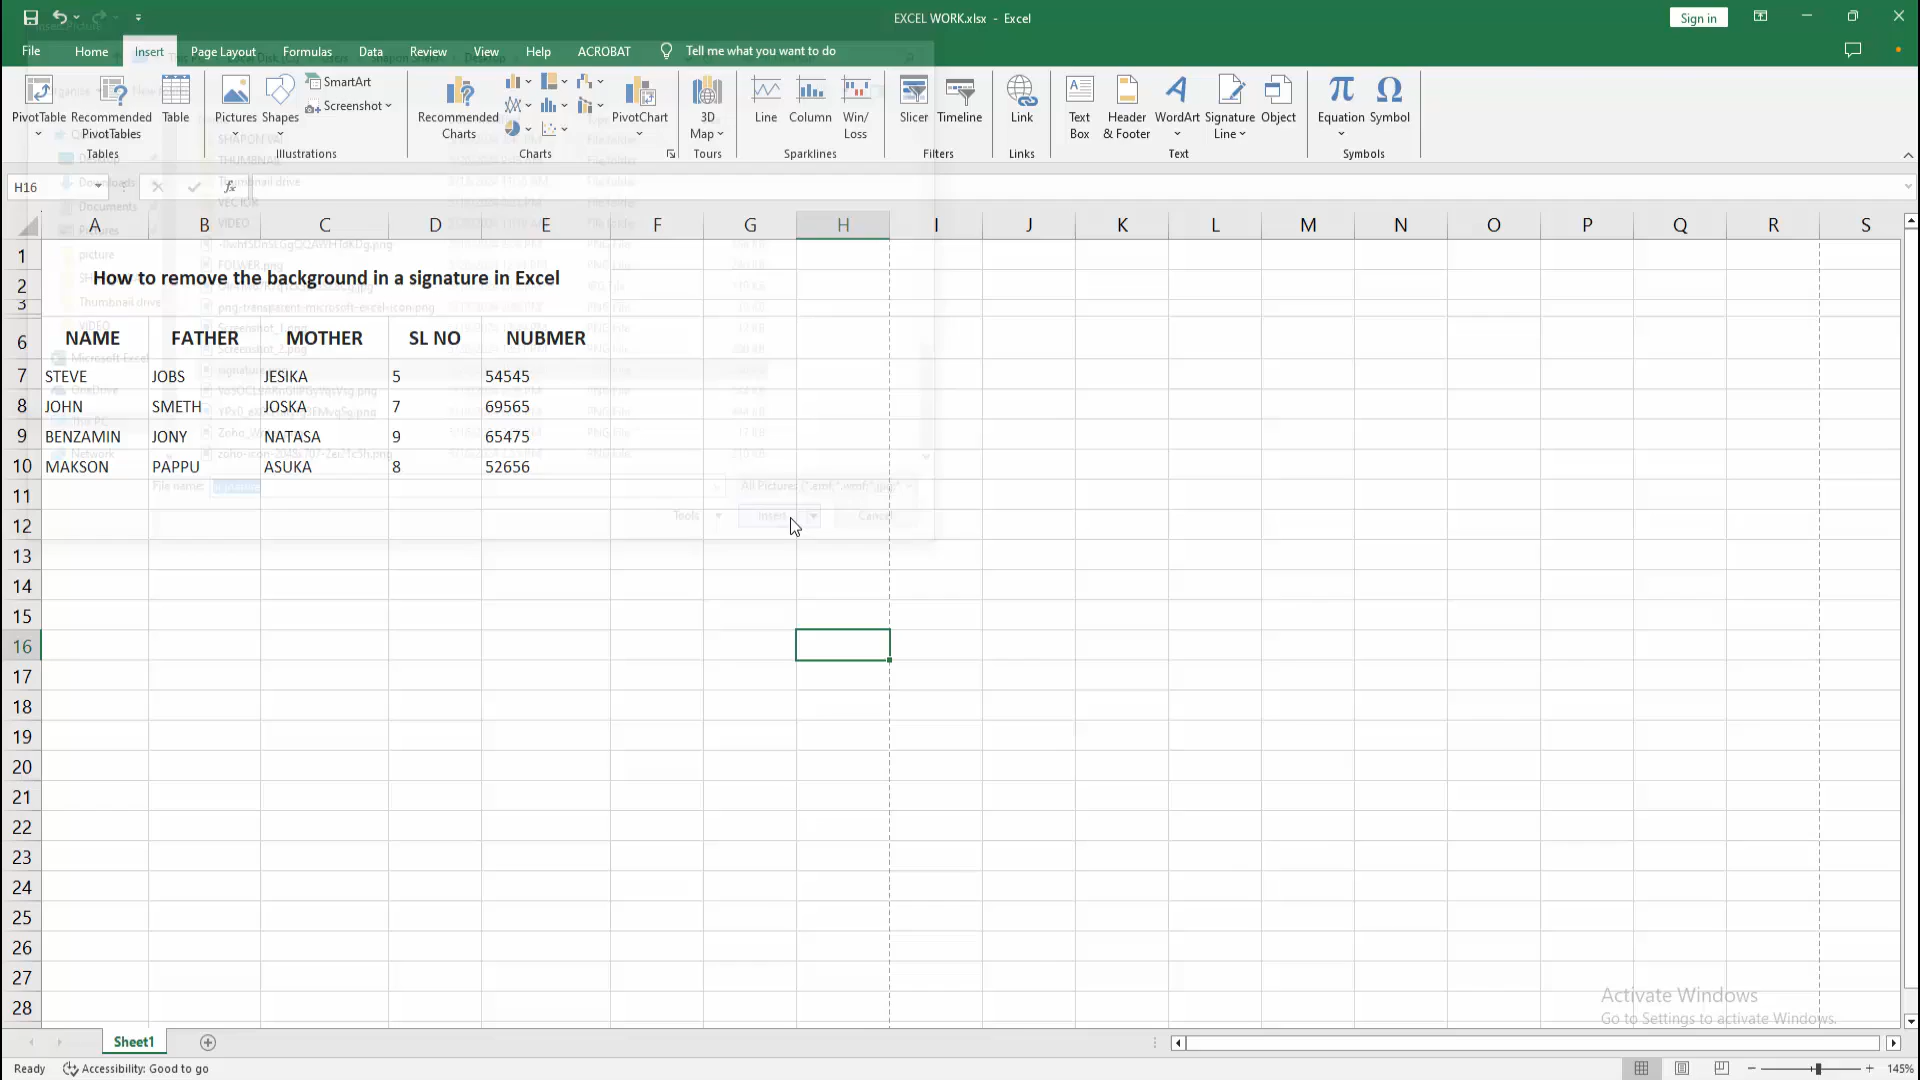 EXCEL WORK.xlsx - Excel
Sign in
File Home Insert Page Layout Formulas Data Review View Help ACROBAT Tell me what you want to do
PivotTable
Recommended PivotTables
Table
Tables
Pictures
Shapes
SmartArt
Screenshot
Illustrations
Recommended Charts
PivotChart
Charts
3D Map
Tours
Line
Column
Win/Loss
Sparklines
Slicer
Timeline
Filters
Link
Links
Text Box
Header & Footer
WordArt
Signature Line
Object
Text
Equation
Symbol
Symbols
H16
fx
A B C D E F G H I J K L M N O P Q R S
1
2 How to remove the background in a signature in Excel
3
6 NAME FATHER MOTHER SL NO NUBMER
7 STEVE JOBS JESIKA 5 54545
8 JOHN SMETH JOSKA 7 69565
9 BENZAMIN JONY NATASA 9 65475
10 MAKSON PAPPU ASUKA 8 52656
File name:
All Pictures
Tools Insert Cancel
11
12
13
14
15
16
17
18
19
20
21
22
23
24
25
26
27
28
Activate Windows
Go to Settings to activate Windows.
Sheet1
Ready Accessibility: Good to go 145%